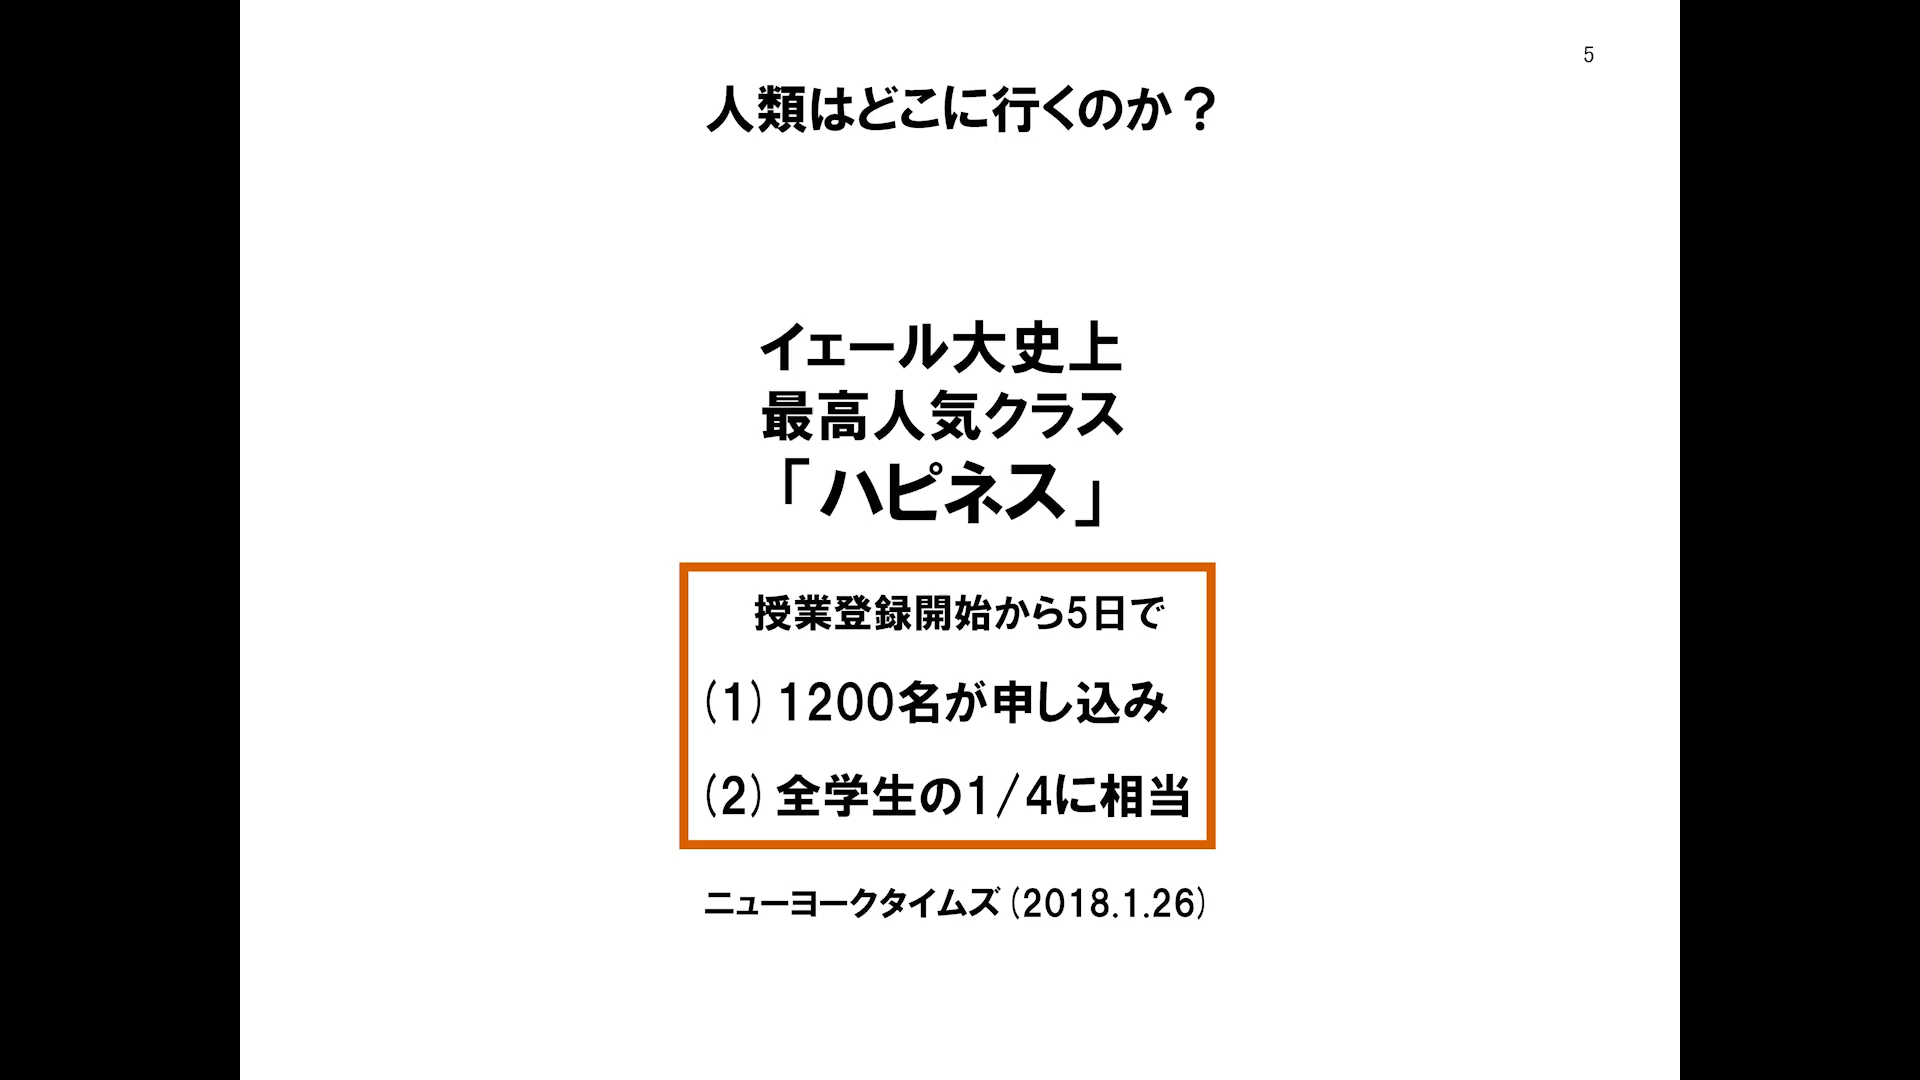 5
人類はどこに行くのか？
イェール大史上
最高人気クラス
「ハピネス」
授業登録開始から5日で
(1) 1200名が申し込み
(2) 全学生の1/4に相当
ニューヨークタイムズ (2018.1.26)